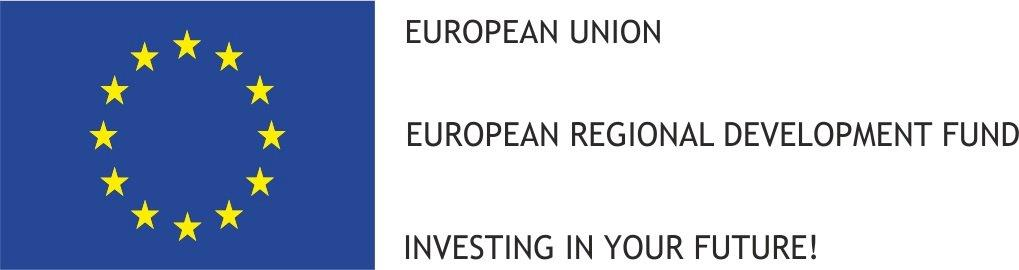 EUROPEAN UNION
EUROPEAN REGIONAL DEVELOPMENT FUND
INVESTING IN YOUR FUTURE!